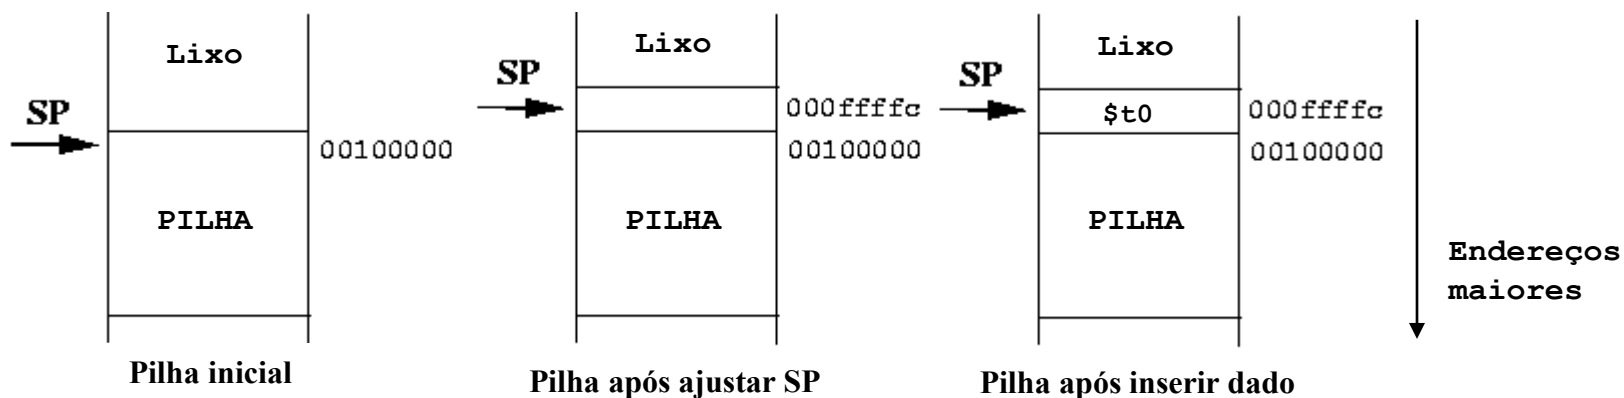 Lixo
SP
00100000
PILHA
Pilha inicial
Lixo
SP
000ffffc
00100000
PILHA
Pilha após ajustar SP
Lixo
SP
$t0
000ffffc
00100000
PILHA
Pilha após inserir dado
Endereços
maiores